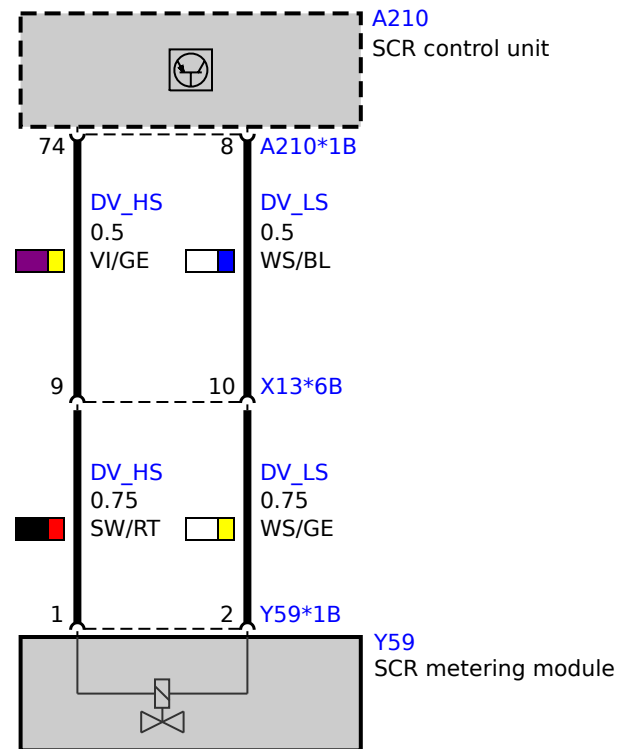 A210
SCR control unit
74 8 A210*1B
DV_HS DV_LS
0.5 0.5
VI/GE WS/BL
9 10 X13*6B
DV_HS DV_LS
0.75 0.75
SW/RT WS/GE
1 2 Y59*1B
Y59
SCR metering module